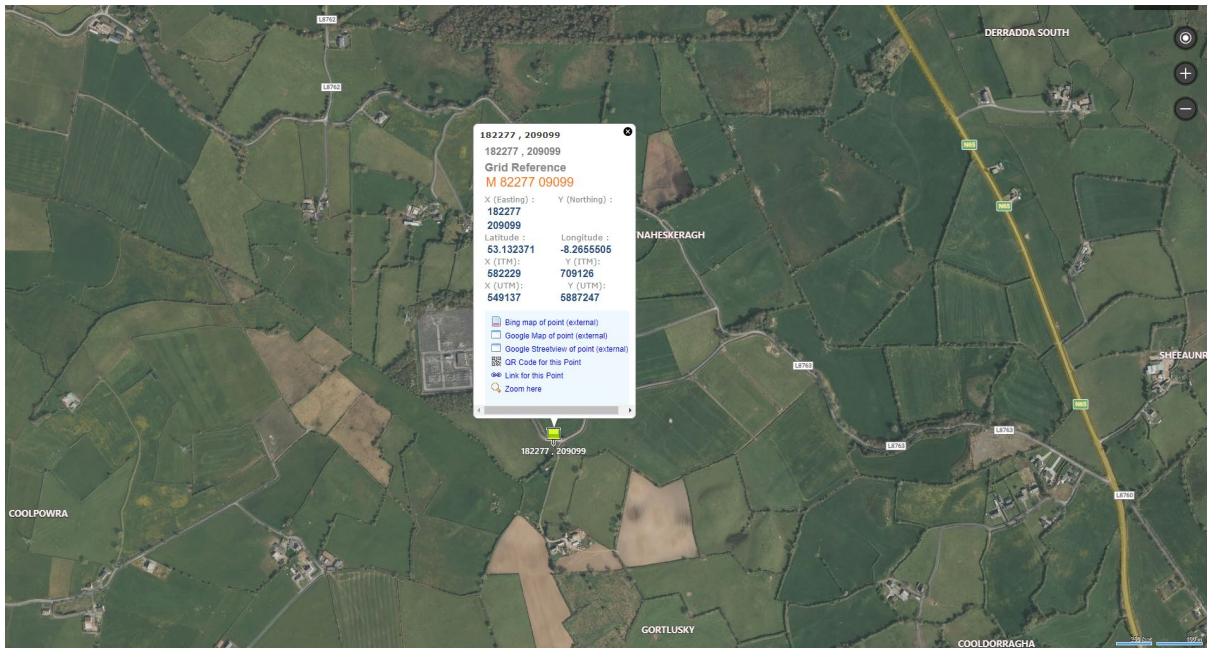 L8762
DERRADDA SOUTH
L8762
182277 , 209099
182277 , 209099
Grid Reference
M 82277 09099
X (Easting) : Y (Northing) :
182277
209099
Latitude : Longitude :
53.132371 -8.2655505
X (ITM): Y (ITM):
582229 709126
X (UTM): Y (UTM):
549137 5887247
Bing map of point (external)
Google Map of point (external)
Google Streetview of point (external)
QR Code for this Point
Link for this Point
Zoom here
182277 , 209099
N65
N65
NAHESKERAGH
SHEEAUNR
L8763
N65
L8763
L8763
L8760
COOLPOWRA
GORTLUSKY
COOLDORRAGHA